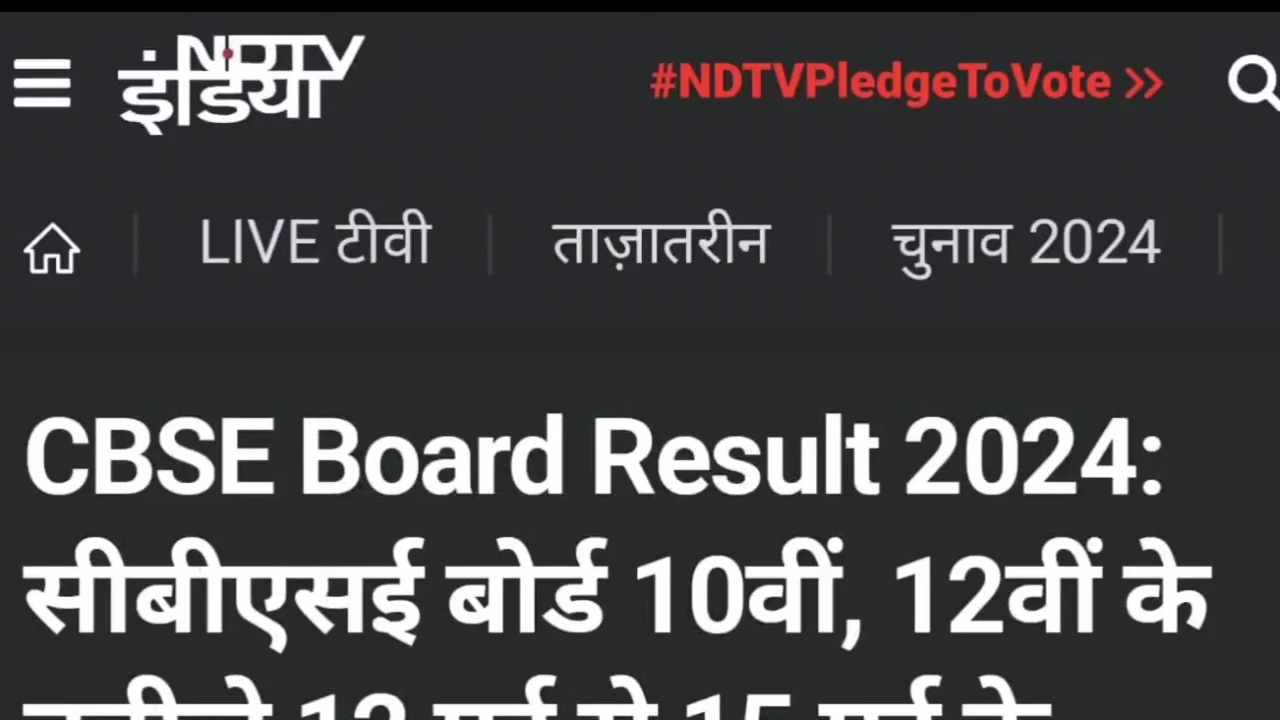 NDTV
इंडिया
#NDTVPledgeToVote >>
LIVE टीवी | ताज़ातरीन | चुनाव 2024 |
CBSE Board Result 2024:
सीबीएसई बोर्ड 10वीं, 12वीं के